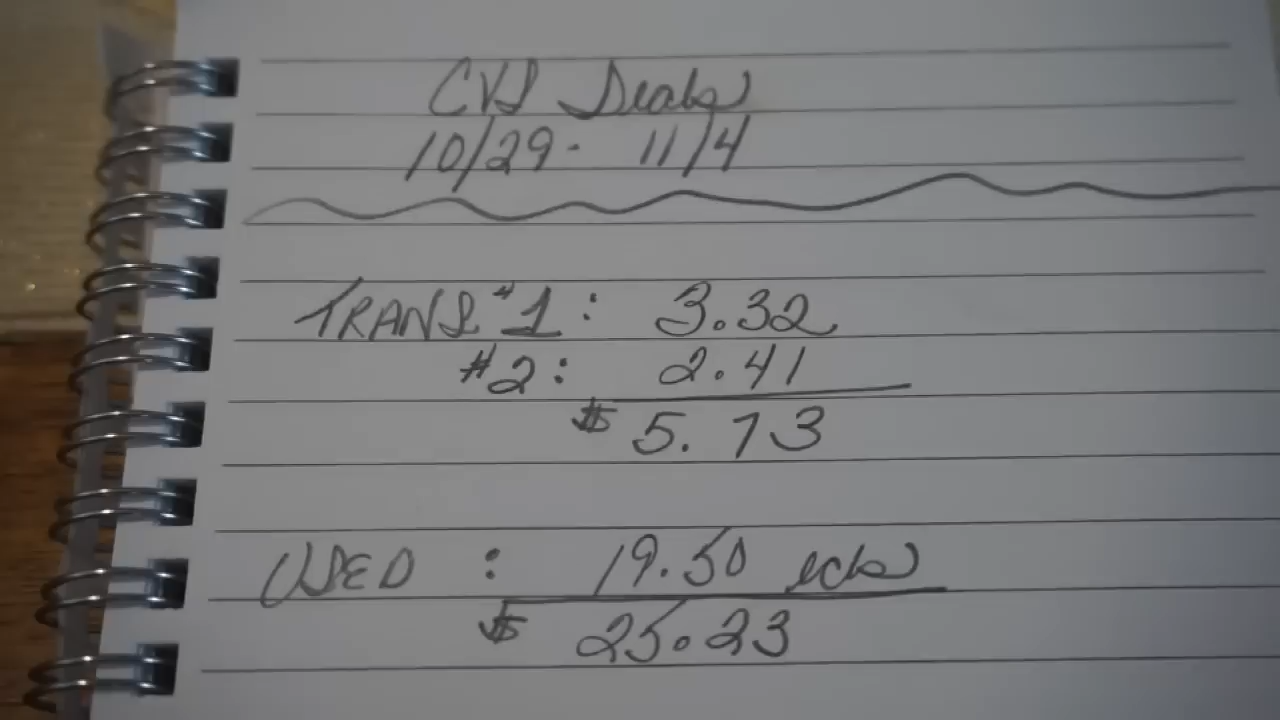 CVS Deals
10/29 - 11/4
TRANS #1: 3.32
#2: 2.41
$ 5.73
USED : 19.50 ecbs
$ 25.23